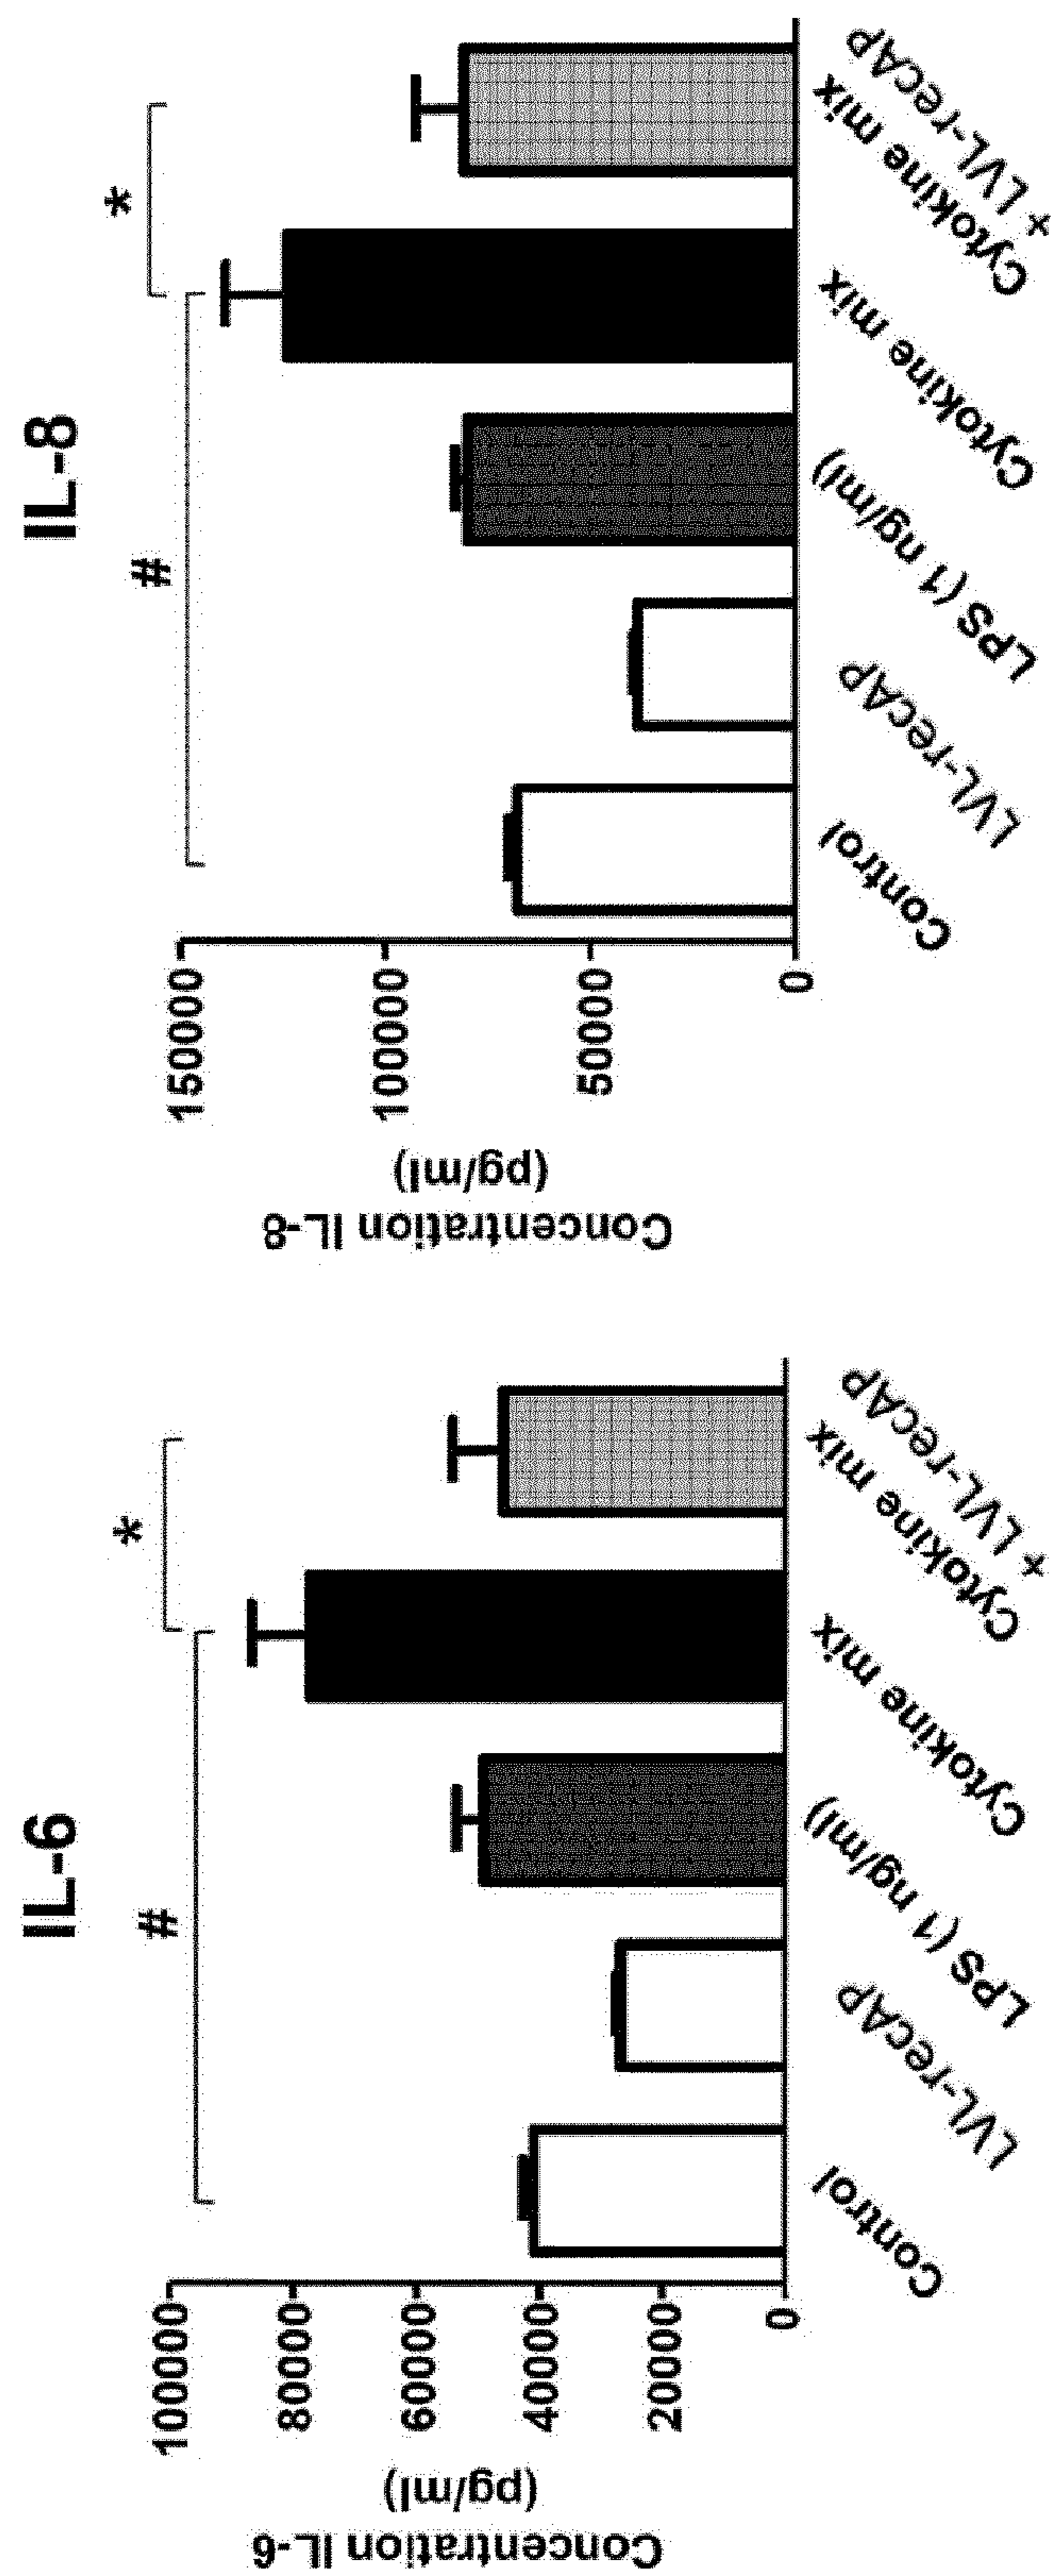 IL-6
#
*
Concentration IL-6
(pg/ml)
100000
80000
60000
40000
20000
0
Control
LVL-recAP
LPS (1 ng/ml)
Cytokine mix
Cytokine mix
+ LVL-recAP
IL-8
#
*
Concentration IL-8
(pg/ml)
150000
100000
50000
0
Control
LVL-recAP
LPS (1 ng/ml)
Cytokine mix
Cytokine mix
+ LVL-recAP